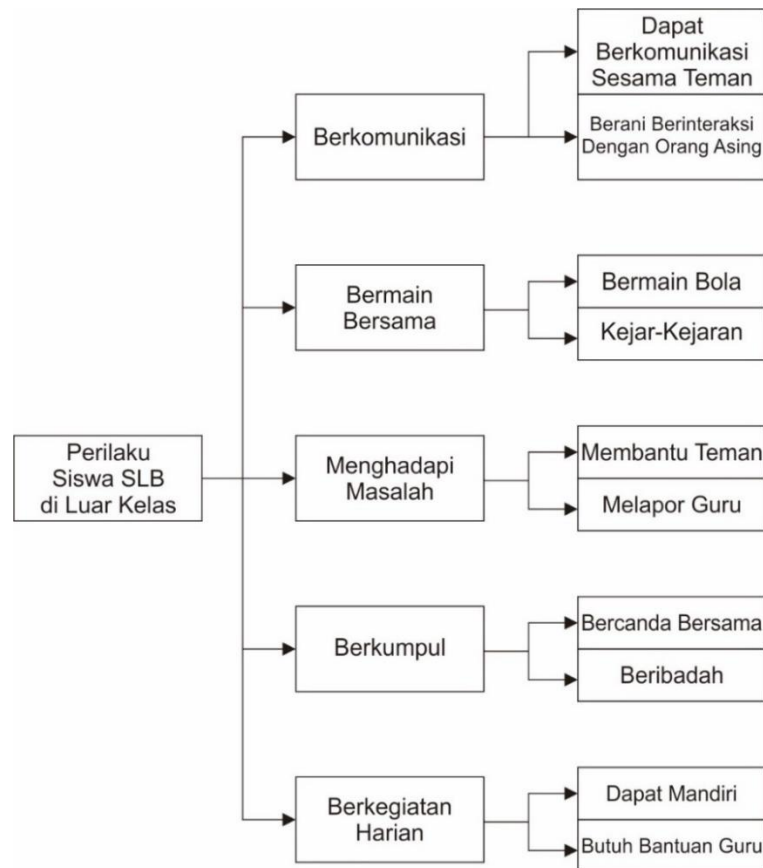 Perilaku
Siswa SLB
di Luar Kelas
Berkomunikasi
Dapat
Berkomunikasi
Sesama Teman
Berani Berinteraksi
Dengan Orang Asing
Bermain
Bersama
Bermain Bola
Kejar-Kejaran
Menghadapi
Masalah
Membantu Teman
Melapor Guru
Berkumpul
Bercanda Bersama
Beribadah
Berkegiatan
Harian
Dapat Mandiri
Butuh Bantuan Guru